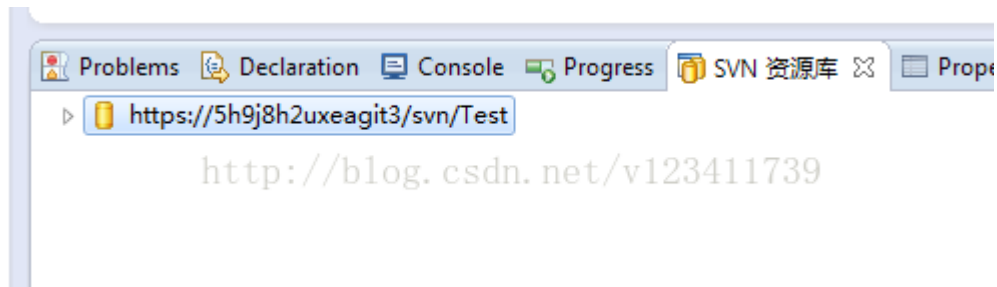 Problems Declaration Console Progress SVN 资源库 Prope
https://5h9j8h2uxeagit3/svn/Test
http://blog.csdn.net/v123411739